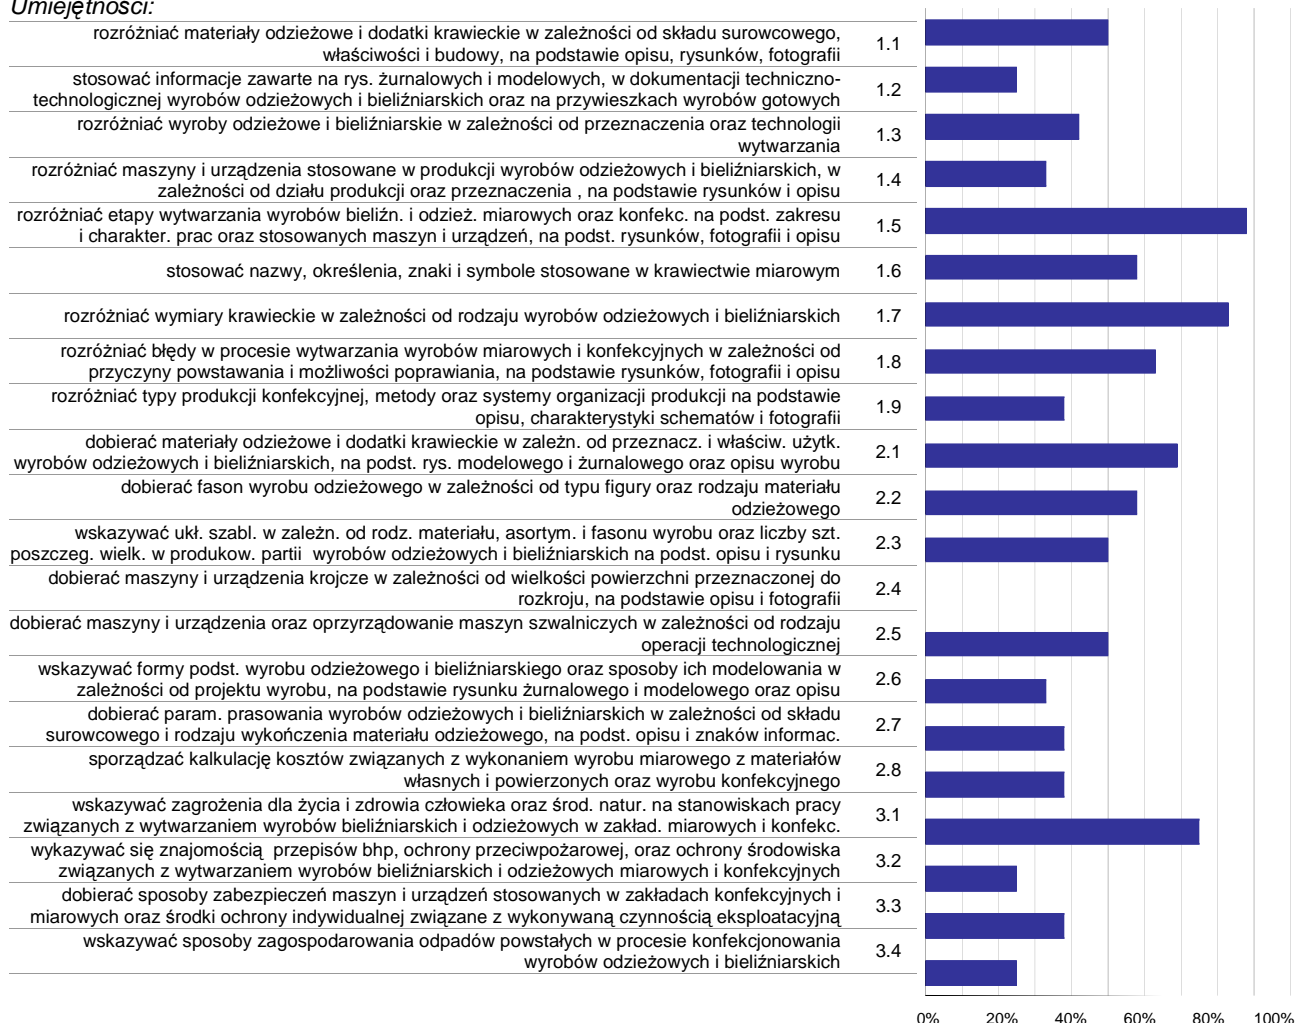 Umiejętności:
rozróżniać materiały odzieżowe i dodatki krawieckie w zależności od składu surowcowego,
właściwości i budowy, na podstawie opisu, rysunków, fotografii
1.1
stosować informacje zawarte na rys. żurnalowych i modelowych, w dokumentacji techniczno-
technologicznej wyrobów odzieżowych i bieliźniarskich oraz na przywieszkach wyrobów gotowych
1.2
rozróżniać wyroby odzieżowe i bieliźniarskie w zależności od przeznaczenia oraz technologii
wytwarzania
1.3
rozróżniać maszyny i urządzenia stosowane w produkcji wyrobów odzieżowych i bieliźniarskich, w
zależności od działu produkcji oraz przeznaczenia , na podstawie rysunków i opisu
1.4
rozróżniać etapy wytwarzania wyrobów bieliźn. i odzież. miarowych oraz konfekc. na podst. zakresu
i charakter. prac oraz stosowanych maszyn i urządzeń, na podst. rysunków, fotografii i opisu
1.5
stosować nazwy, określenia, znaki i symbole stosowane w krawiectwie miarowym
1.6
rozróżniać wymiary krawieckie w zależności od rodzaju wyrobów odzieżowych i bieliźniarskich
1.7
rozróżniać błędy w procesie wytwarzania wyrobów miarowych i konfekcyjnych w zależności od
przyczyny powstawania i możliwości poprawiania, na podstawie rysunków, fotografii i opisu
1.8
rozróżniać typy produkcji konfekcyjnej, metody oraz systemy organizacji produkcji na podstawie
opisu, charakterystyki schematów i fotografii
1.9
dobierać materiały odzieżowe i dodatki krawieckie w zależn. od przeznacz. i właściw. użytk.
wyrobów odzieżowych i bieliźniarskich, na podst. rys. modelowego i żurnalowego oraz opisu wyrobu
2.1
dobierać fason wyrobu odzieżowego w zależności od typu figury oraz rodzaju materiału
odzieżowego
2.2
wskazywać ukł. szabl. w zależn. od rodz. materiału, asortym. i fasonu wyrobu oraz liczby szt.
poszczeg. wielk. w produkow. partii  wyrobów odzieżowych i bieliźniarskich na podst. opisu i rysunku
2.3
dobierać maszyny i urządzenia krojcze w zależności od wielkości powierzchni przeznaczonej do
rozkroju, na podstawie opisu i fotografii
2.4
dobierać maszyny i urządzenia oraz oprzyrządowanie maszyn szwalniczych w zależności od rodzaju
operacji technologicznej
2.5
wskazywać formy podst. wyrobu odzieżowego i bieliźniarskiego oraz sposoby ich modelowania w
zależności od projektu wyrobu, na podstawie rysunku żurnalowego i modelowego oraz opisu
2.6
dobierać param. prasowania wyrobów odzieżowych i bieliźniarskich w zależności od składu
surowcowego i rodzaju wykończenia materiału odzieżowego, na podst. opisu i znaków informac.
2.7
sporządzać kalkulację kosztów związanych z wykonaniem wyrobu miarowego z materiałów
własnych i powierzonych oraz wyrobu konfekcyjnego
2.8
wskazywać zagrożenia dla życia i zdrowia człowieka oraz środ. natur. na stanowiskach pracy
związanych z wytwarzaniem wyrobów bieliźniarskich i odzieżowych w zakład. miarowych i konfekc.
3.1
wykazywać się znajomością  przepisów bhp, ochrony przeciwpożarowej, oraz ochrony środowiska
związanych z wytwarzaniem wyrobów bieliźniarskich i odzieżowych miarowych i konfekcyjnych
3.2
dobierać sposoby zabezpieczeń maszyn i urządzeń stosowanych w zakładach konfekcyjnych i
miarowych oraz środki ochrony indywidualnej związane z wykonywaną czynnością eksploatacyjną
3.3
wskazywać sposoby zagospodarowania odpadów powstałych w procesie konfekcjonowania
wyrobów odzieżowych i bieliźniarskich
3.4
0% 20% 40% 60% 80% 100%